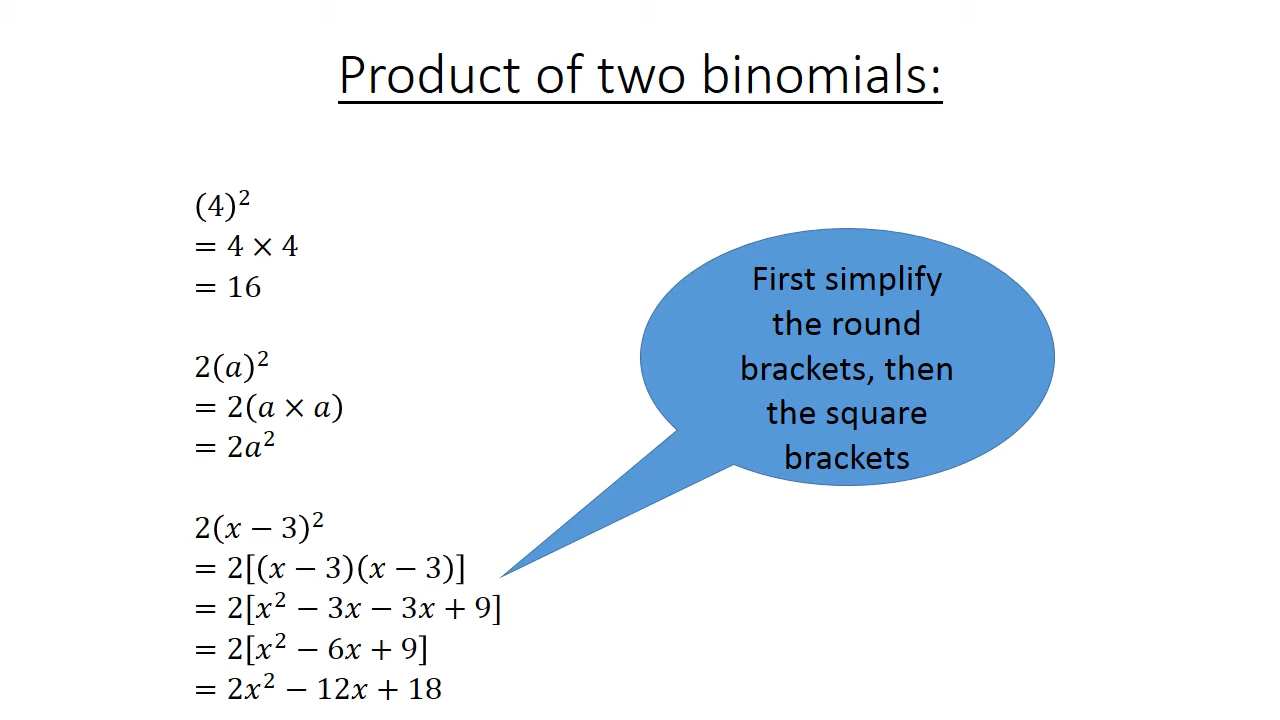 Product of two binomials:
(4)²
= 4 × 4
= 16
2(a)²
= 2(a × a)
= 2a²
2(x − 3)²
= 2[(x − 3)(x − 3)]
= 2[x² − 3x − 3x + 9]
= 2[x² − 6x + 9]
= 2x² − 12x + 18
First simplify
the round
brackets, then
the square
brackets